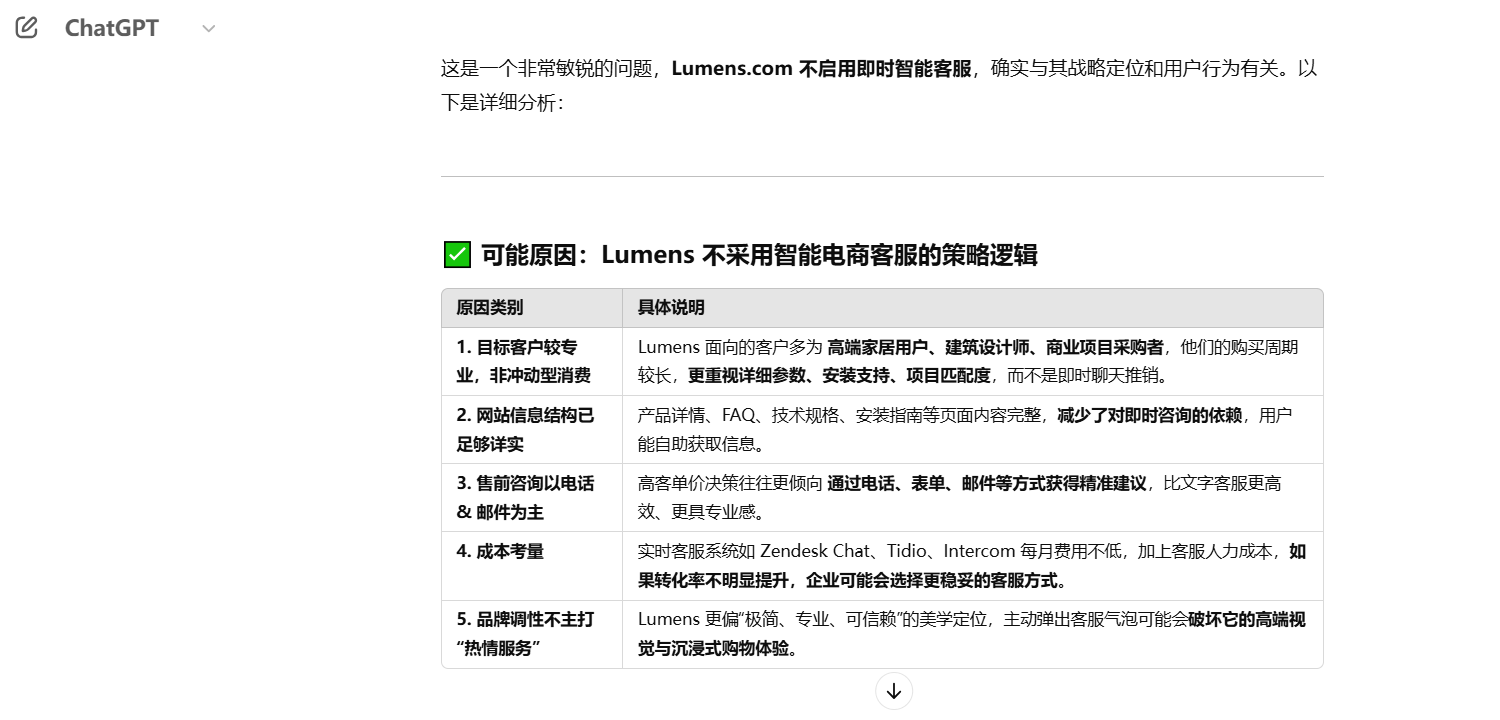 ChatGPT
这是一个非常敏锐的问题，Lumens.com 不启用即时智能客服，确实与其战略定位和用户行为有关。以
下是详细分析：
✅ 可能原因：Lumens 不采用智能电商客服的策略逻辑
原因类别 具体说明
1. 目标客户较专
业，非冲动型消费
Lumens 面向的客户多为 高端家居用户、建筑设计师、商业项目采购者，他们的购买周期
较长，更重视详细参数、安装支持、项目匹配度，而不是即时聊天推销。
2. 网站信息结构已
足够详实
产品详情、FAQ、技术规格、安装指南等页面内容完整，减少了对即时咨询的依赖，用户
能自助获取信息。
3. 售前咨询以电话
& 邮件为主
高客单价决策往往更倾向 通过电话、表单、邮件等方式获得精准建议，比文字客服更高
效、更具专业感。
4. 成本考量
实时客服系统如 Zendesk Chat、Tidio、Intercom 每月费用不低，加上客服人力成本，如
果转化率不明显提升，企业可能会选择更稳妥的客服方式。
5. 品牌调性不主打
“热情服务”
Lumens 更偏“极简、专业、可信赖”的美学定位，主动弹出客服气泡可能会破坏它的高端视
觉与沉浸式购物体验。